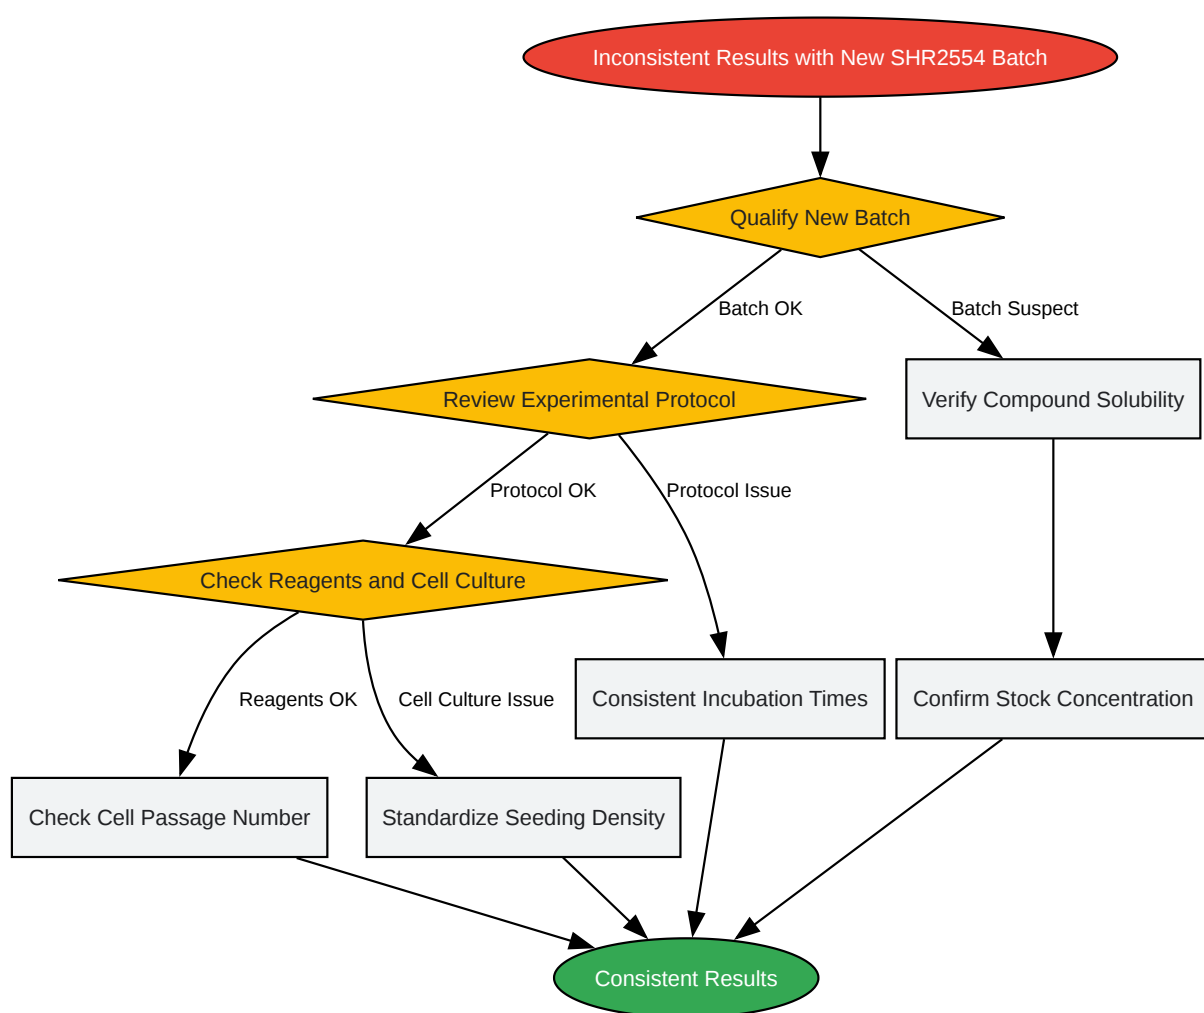 Inconsistent Results with New SHR2554 Batch
Qualify New Batch
Batch OK
Batch Suspect
Review Experimental Protocol
Verify Compound Solubility
Protocol OK
Protocol Issue
Check Reagents and Cell Culture
Reagents OK
Cell Culture Issue
Consistent Incubation Times
Confirm Stock Concentration
Check Cell Passage Number
Standardize Seeding Density
Consistent Results